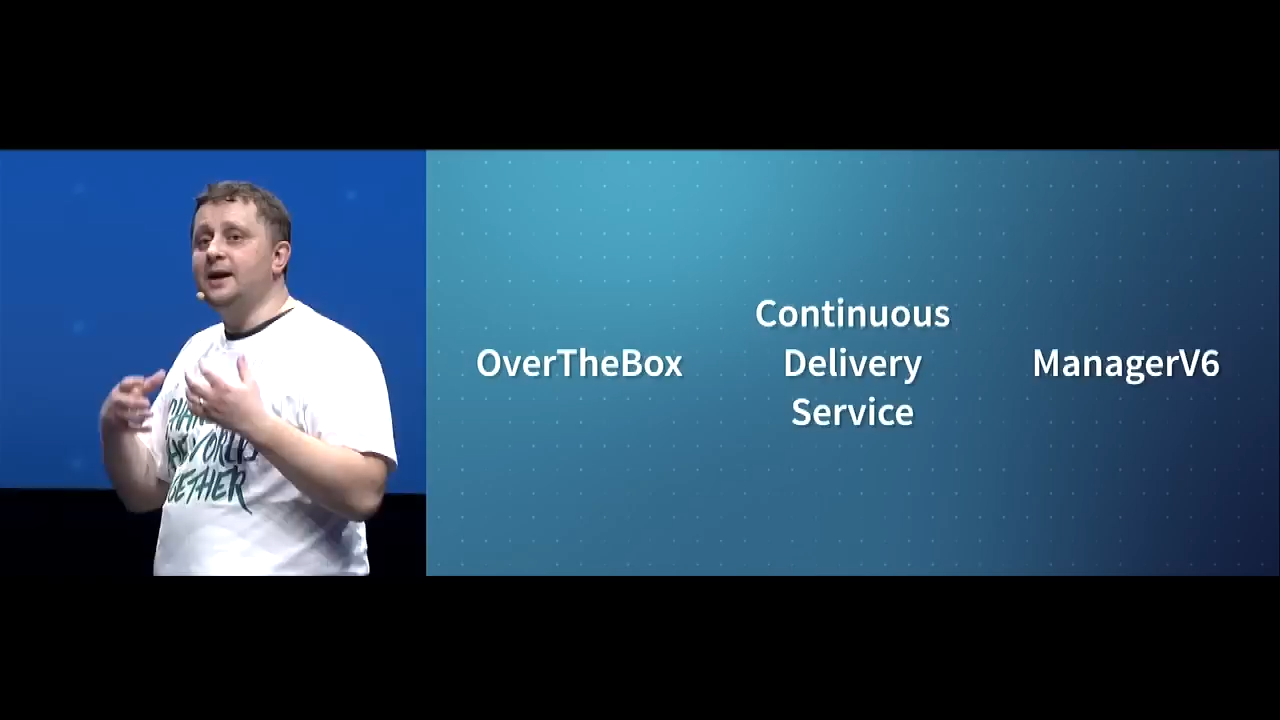 OverTheBox
Continuous
Delivery
Service
ManagerV6